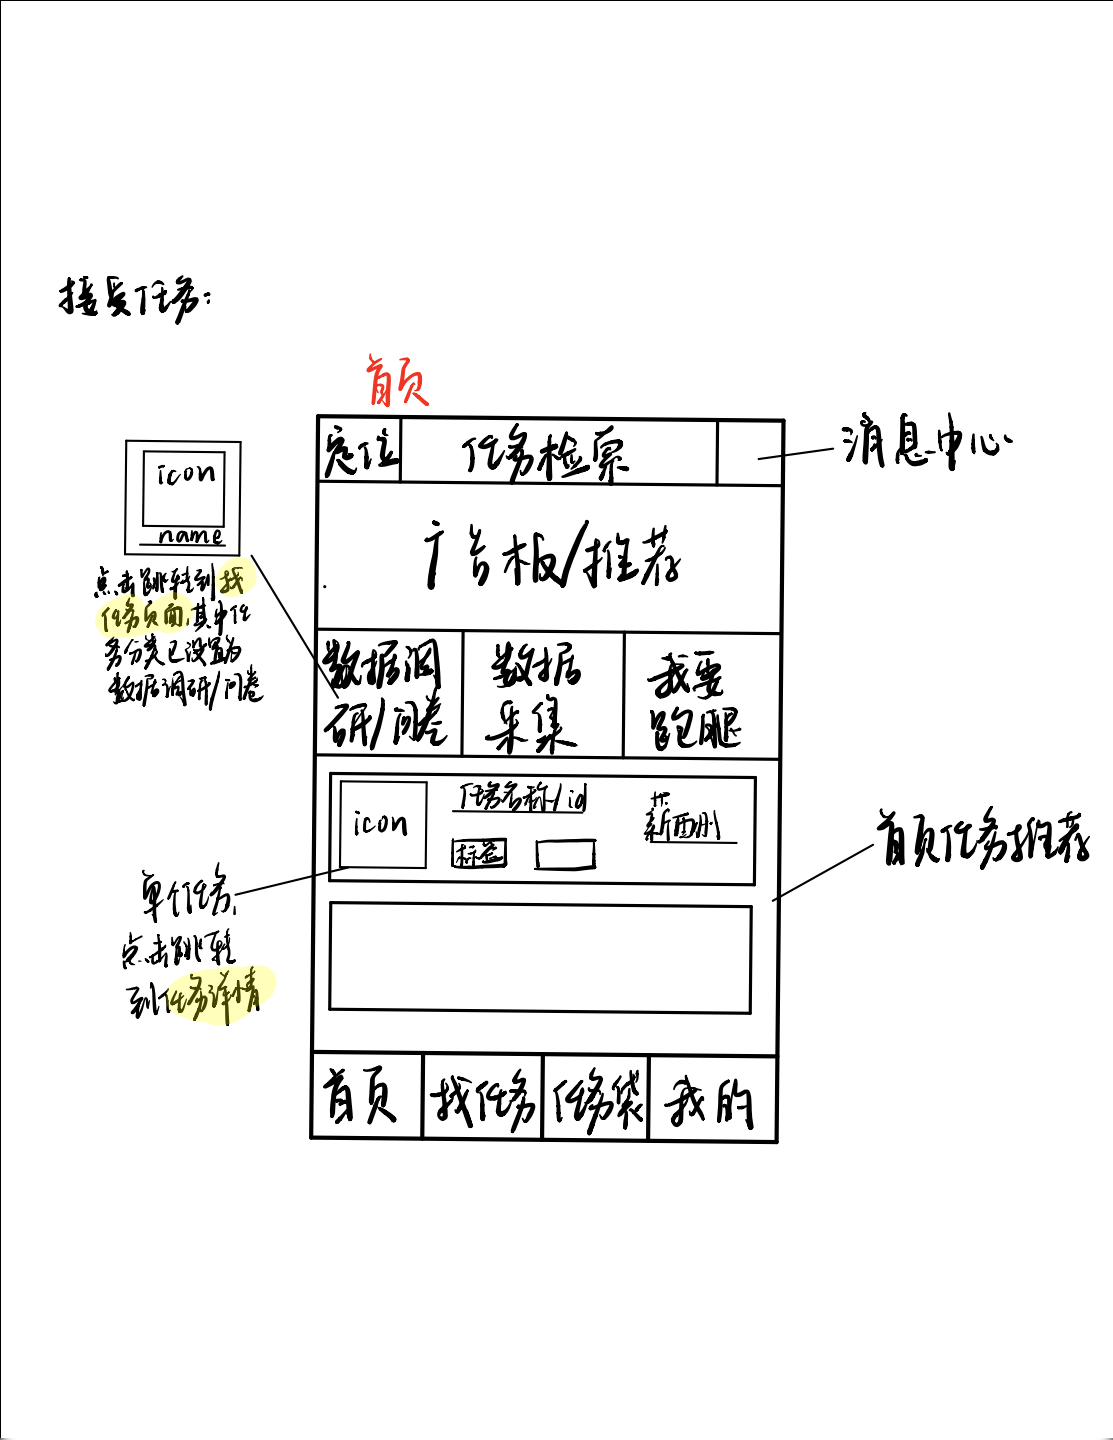 接受任务:
首页
定位
任务检索
消息中心
icon
name
点击跳转到找
任务页面,其中任
务分类已设置为
数据调研/问卷
广告板/推荐
数据调
研/问卷
数据
采集
我要
跑腿
icon
任务名称/id
标签
首页任务推荐
单个任务,
点击跳转
到任务详情
首页
找任务
任务袋
我的